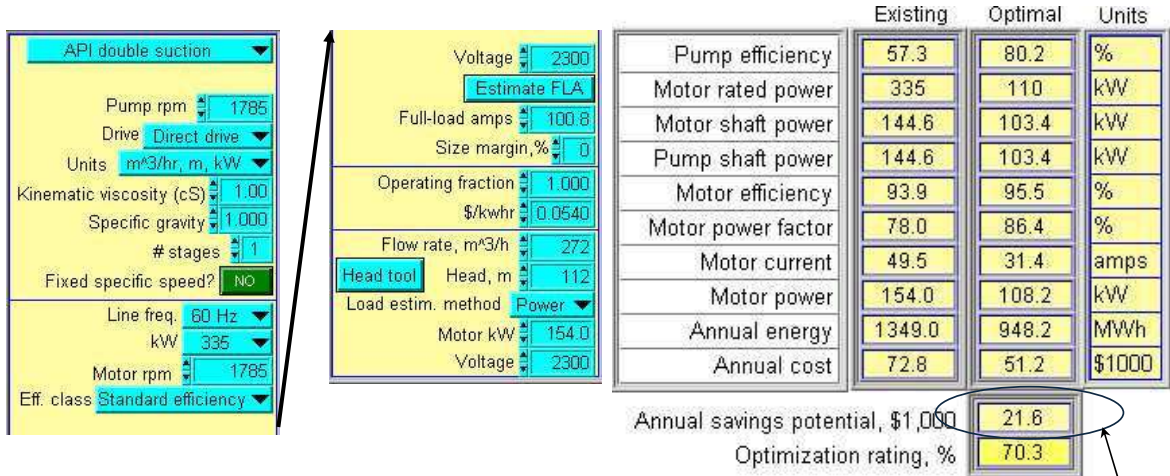 API double suction
Pump rpm 1785
Drive Direct drive
Units m^3/hr, m, kW
Kinematic viscosity (cS) 1.00
Specific gravity 1.000
# stages 1
Fixed specific speed? NO
Line freq. 60 Hz
kW 335
Motor rpm 1785
Eff. class Standard efficiency
Voltage 2300
Estimate FLA
Full-load amps 100.8
Size margin,% 0
Operating fraction 1.000
$/kwhr 0.0540
Flow rate, m^3/h 272
Head tool Head, m 112
Load estim. method Power
Motor kW 154.0
Voltage 2300
Existing Optimal Units
Pump efficiency 57.3 80.2 %
Motor rated power 335 110 kW
Motor shaft power 144.6 103.4 kW
Pump shaft power 144.6 103.4 kW
Motor efficiency 93.9 95.5 %
Motor power factor 78.0 86.4 %
Motor current 49.5 31.4 amps
Motor power 154.0 108.2 kW
Annual energy 1349.0 948.2 MWh
Annual cost 72.8 51.2 $1000
Annual savings potential, $1,000 21.6
Optimization rating, % 70.3